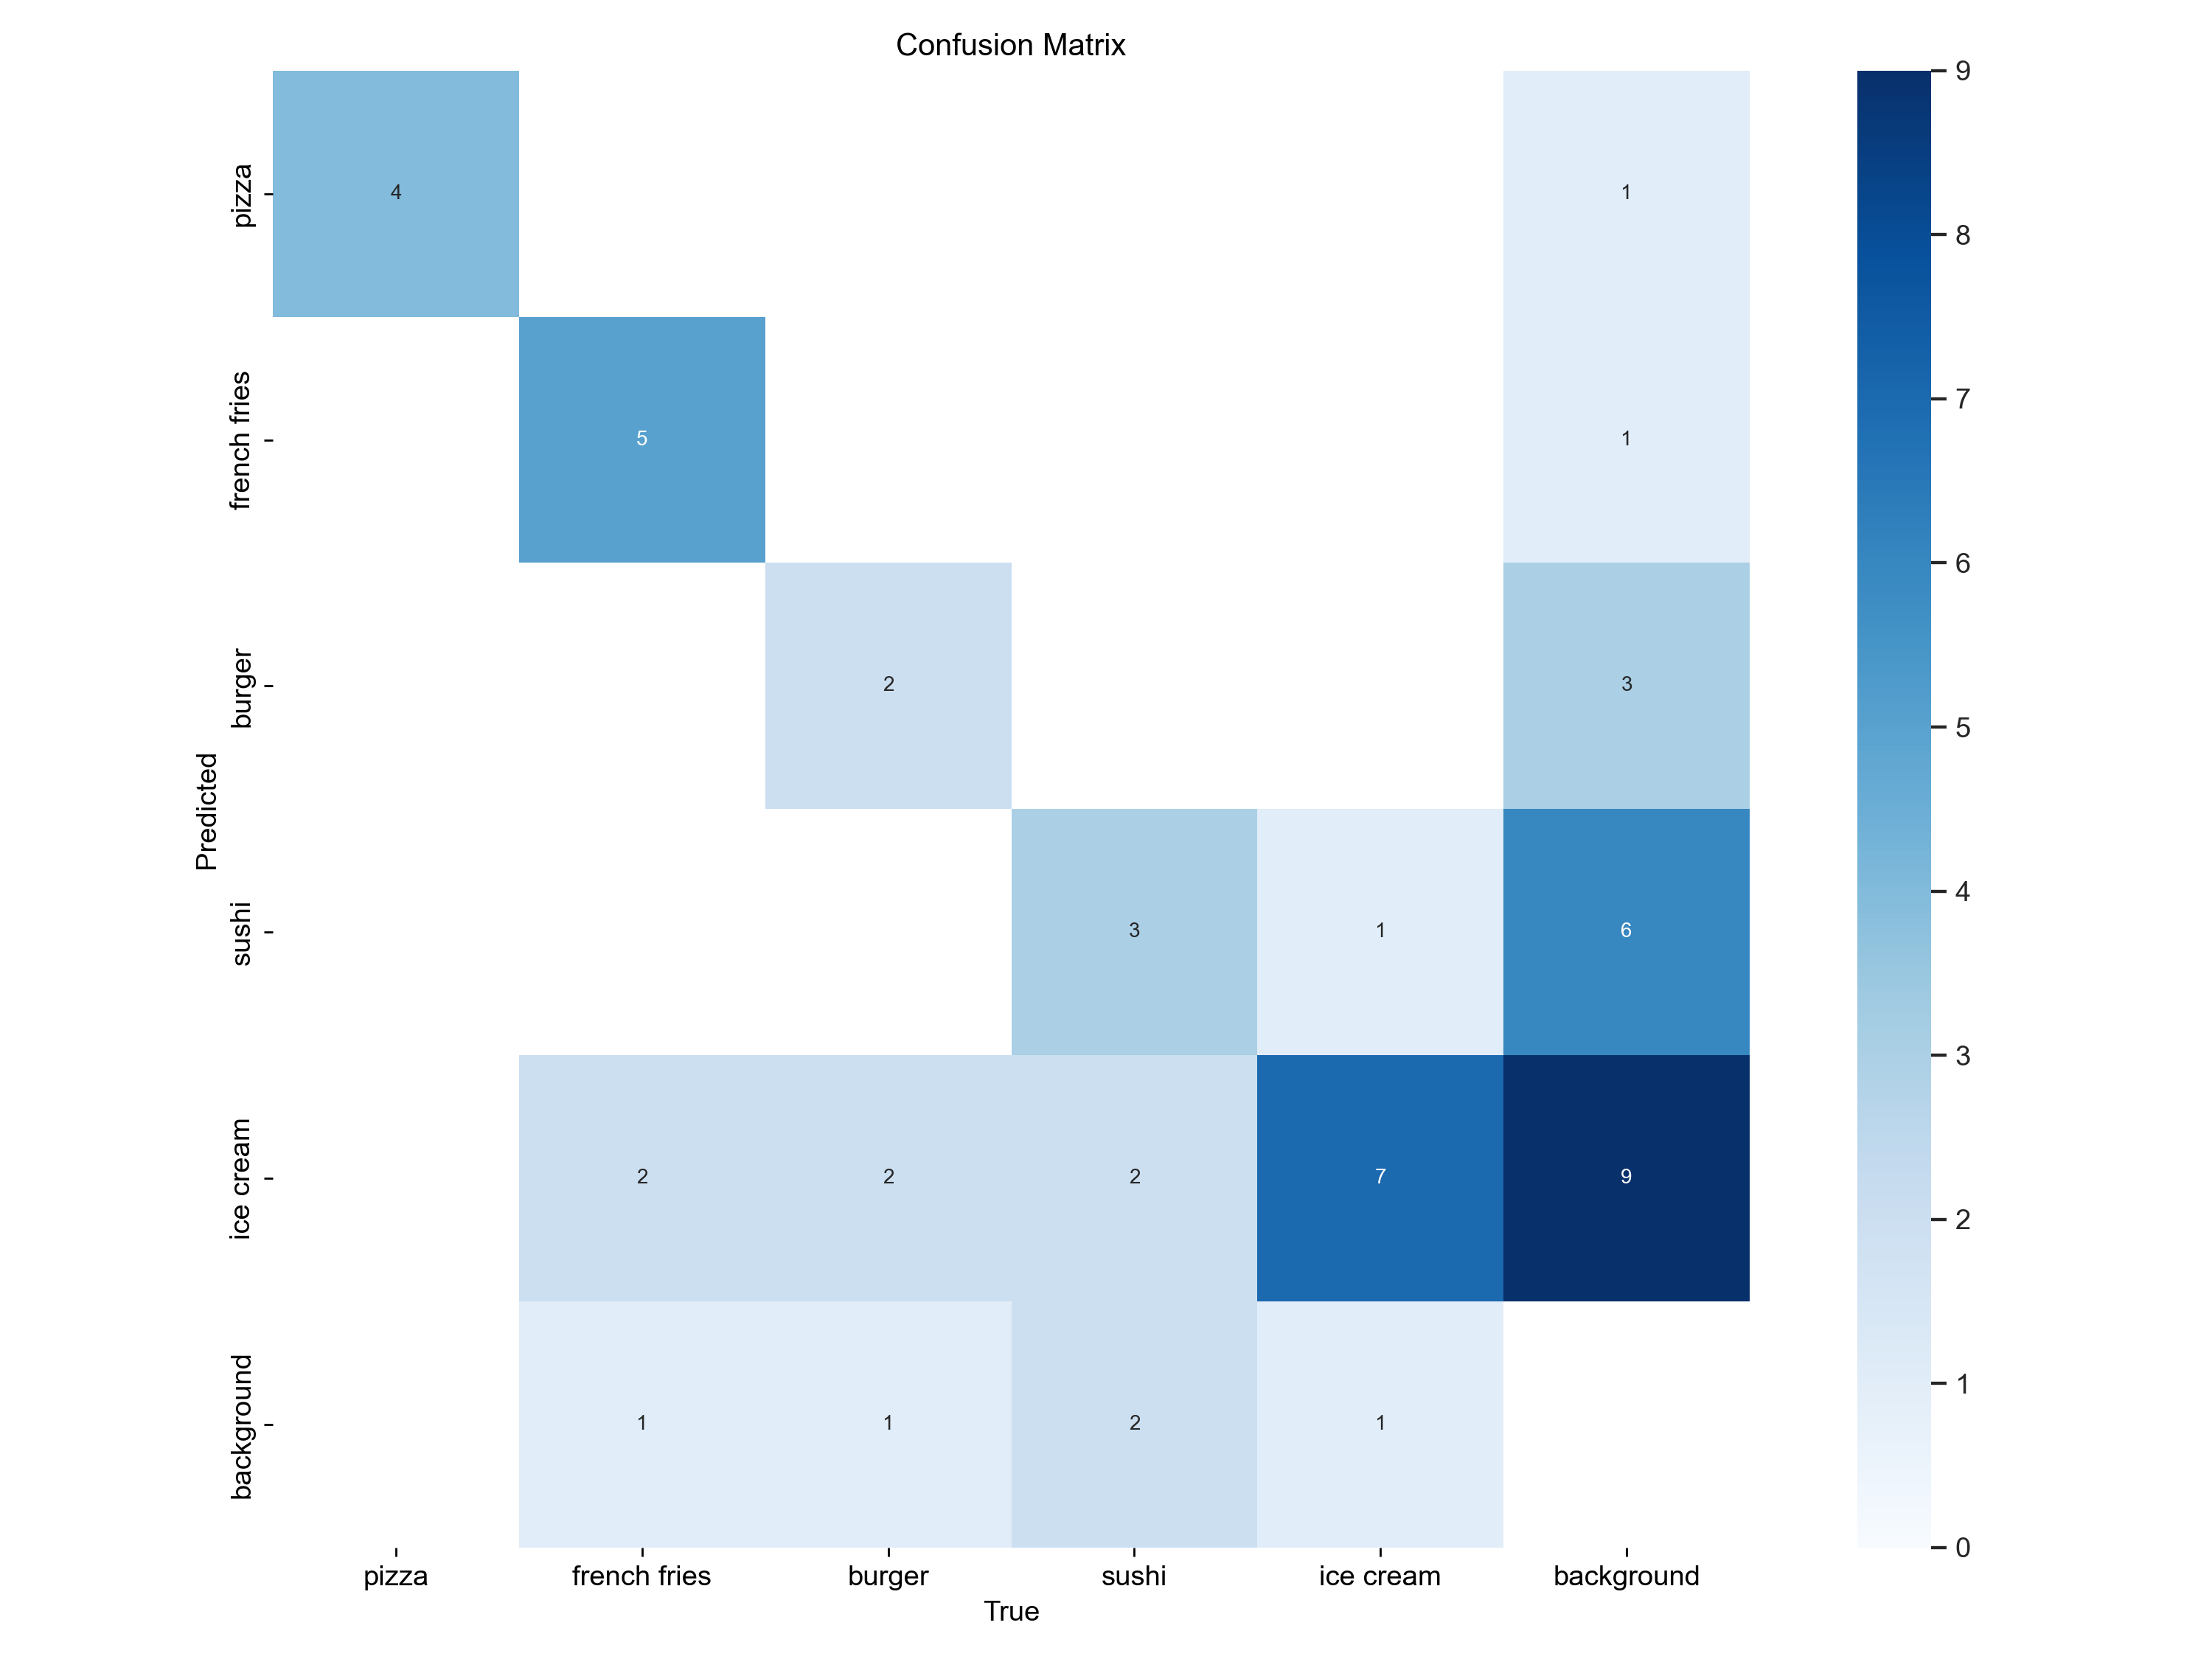 Confusion Matrix
pizza
4
1
french fries
5
1
burger
2
3
sushi
3
1
6
ice cream
2
2
2
7
9
background
1
1
2
1
Predicted
pizza
french fries
burger
sushi
ice cream
background
True
9
8
7
6
5
4
3
2
1
0